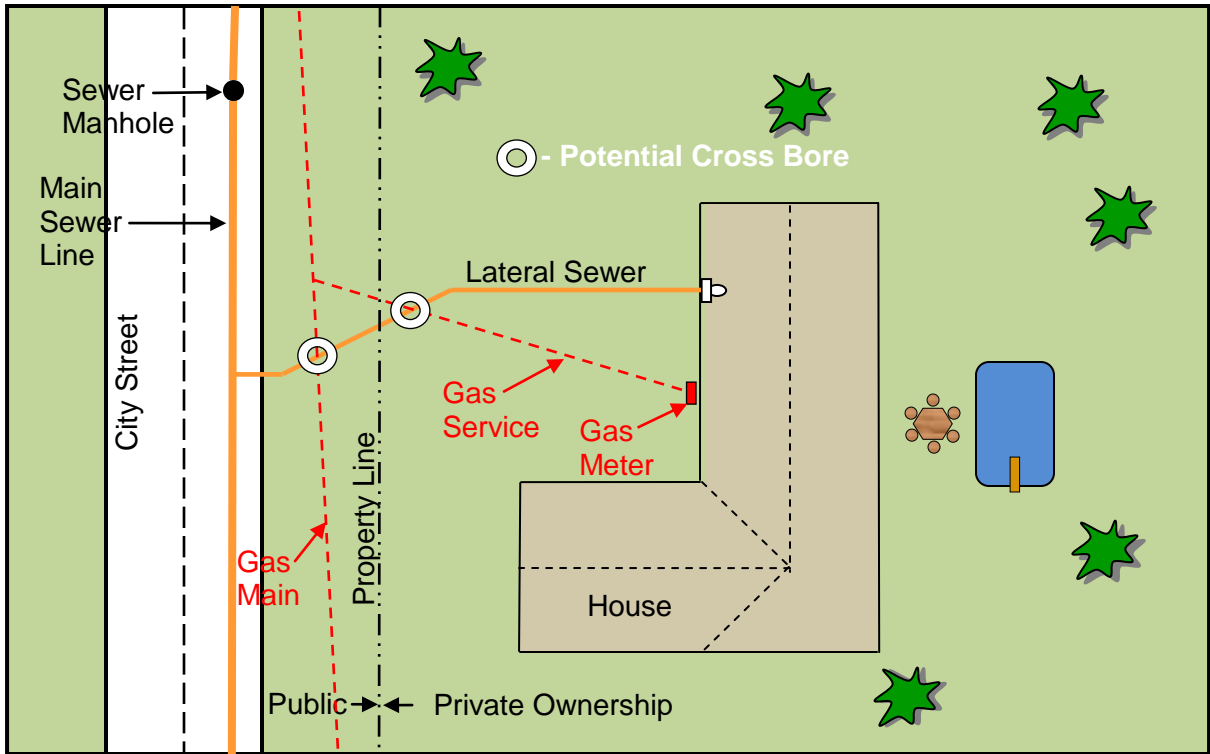 Sewer
Manhole
- Potential Cross Bore
Main
Sewer
Line
Lateral Sewer
City Street
Gas
Service
Gas
Meter
Property Line
Gas
Main
House
Public
Private Ownership